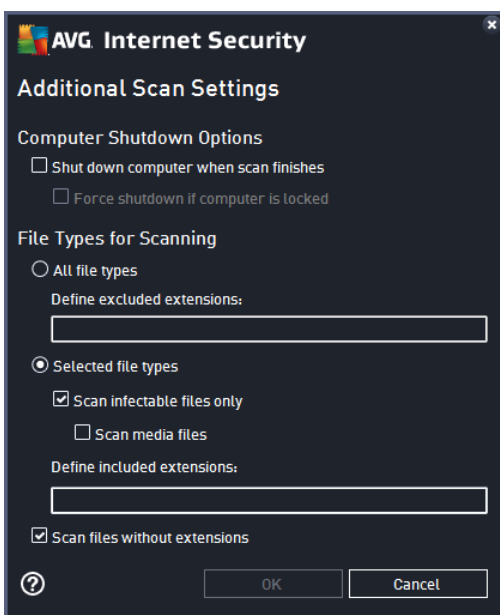 AVG. Internet Security
Additional Scan Settings
Computer Shutdown Options
Shut down computer when scan finishes
Force shutdown if computer is locked
File Types for Scanning
All file types
Define excluded extensions:
Selected file types
Scan infectable files only
Scan media files
Define included extensions:
Scan files without extensions
? OK Cancel